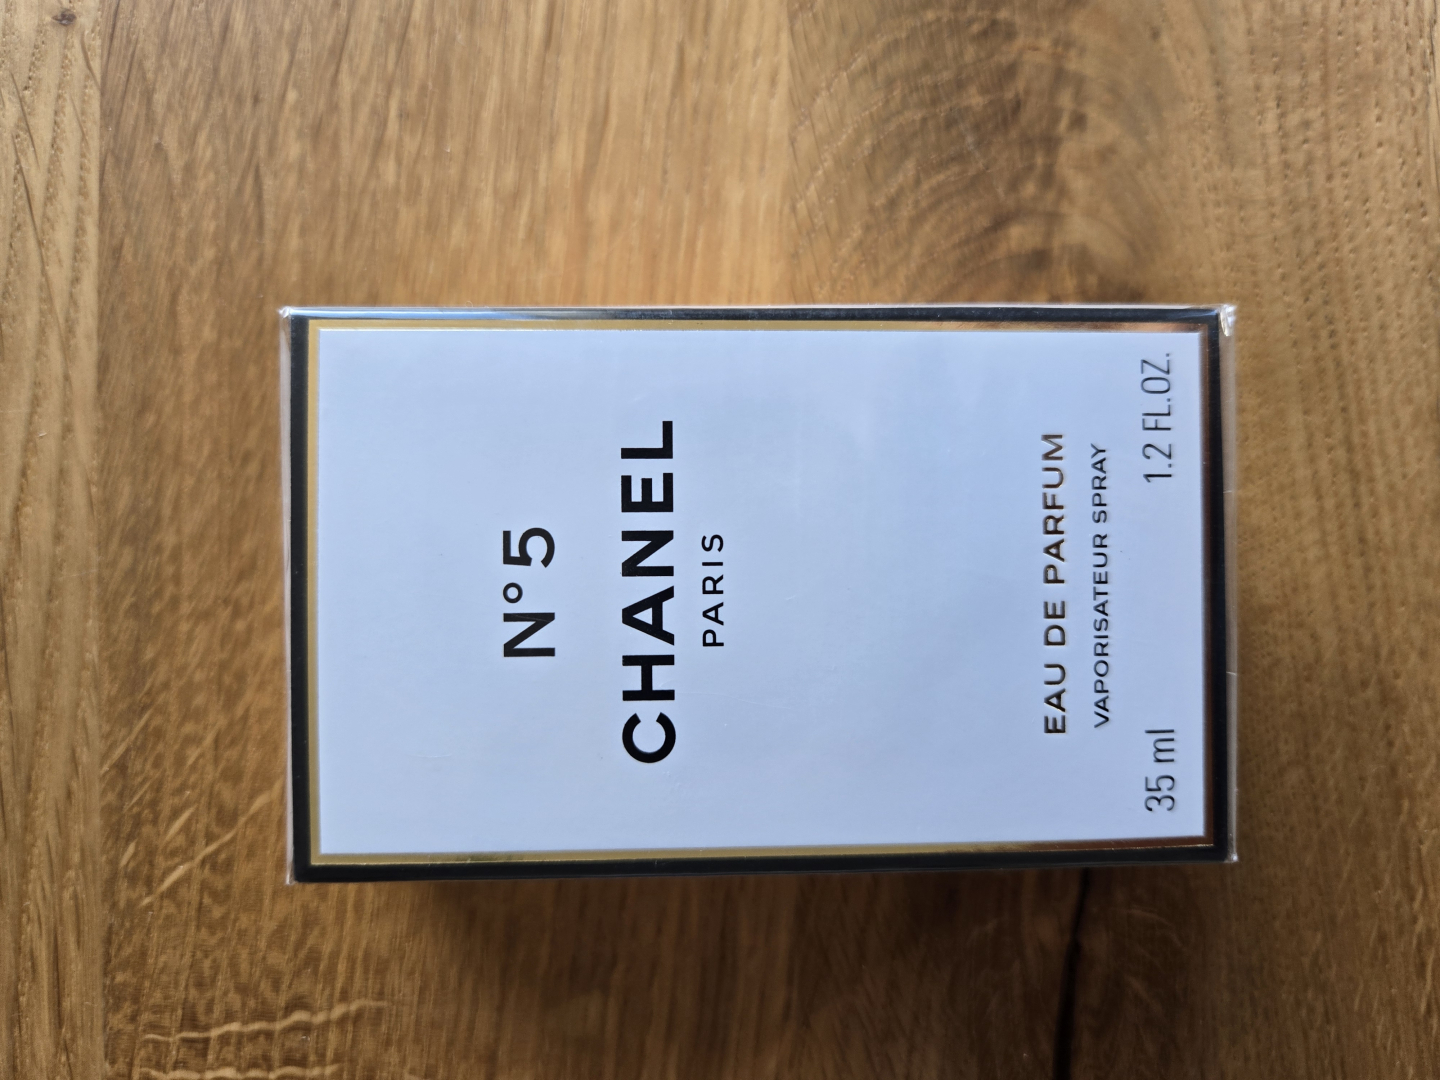 N°5
CHANEL
PARIS
EAU DE PARFUM
VAPORISATEUR SPRAY
35 ml 1.2 FL.OZ.